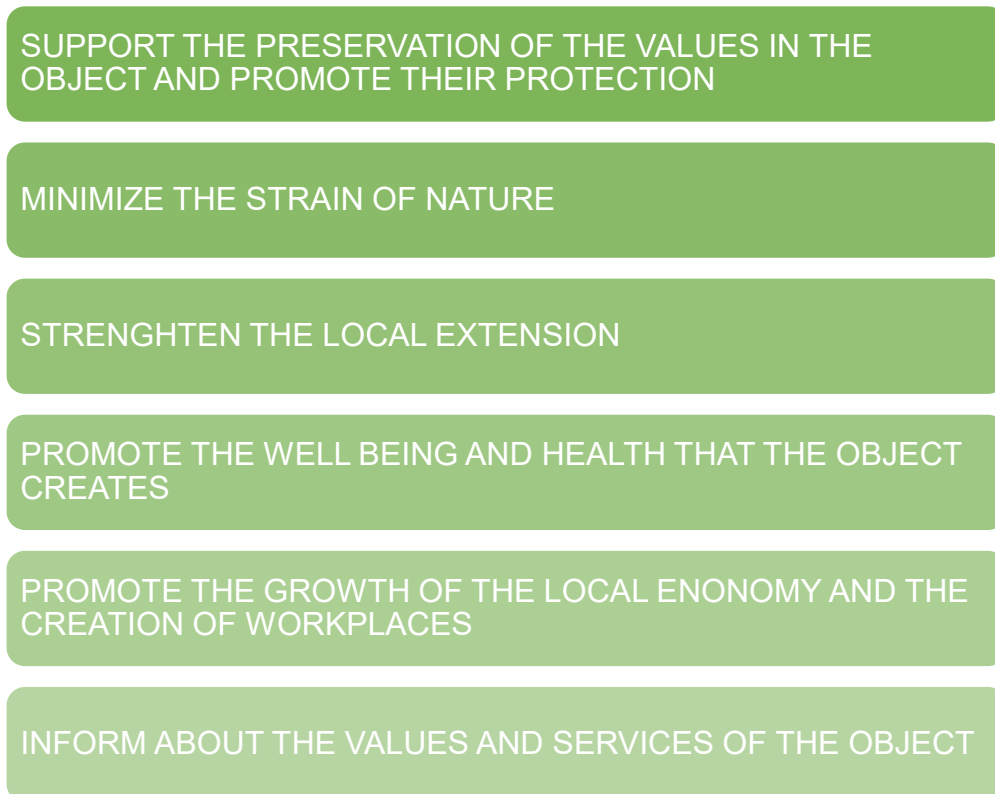 SUPPORT THE PRESERVATION OF THE VALUES IN THE
OBJECT AND PROMOTE THEIR PROTECTION
MINIMIZE THE STRAIN OF NATURE
STRENGHTEN THE LOCAL EXTENSION
PROMOTE THE WELL BEING AND HEALTH THAT THE OBJECT
CREATES
PROMOTE THE GROWTH OF THE LOCAL ENONOMY AND THE
CREATION OF WORKPLACES
INFORM ABOUT THE VALUES AND SERVICES OF THE OBJECT